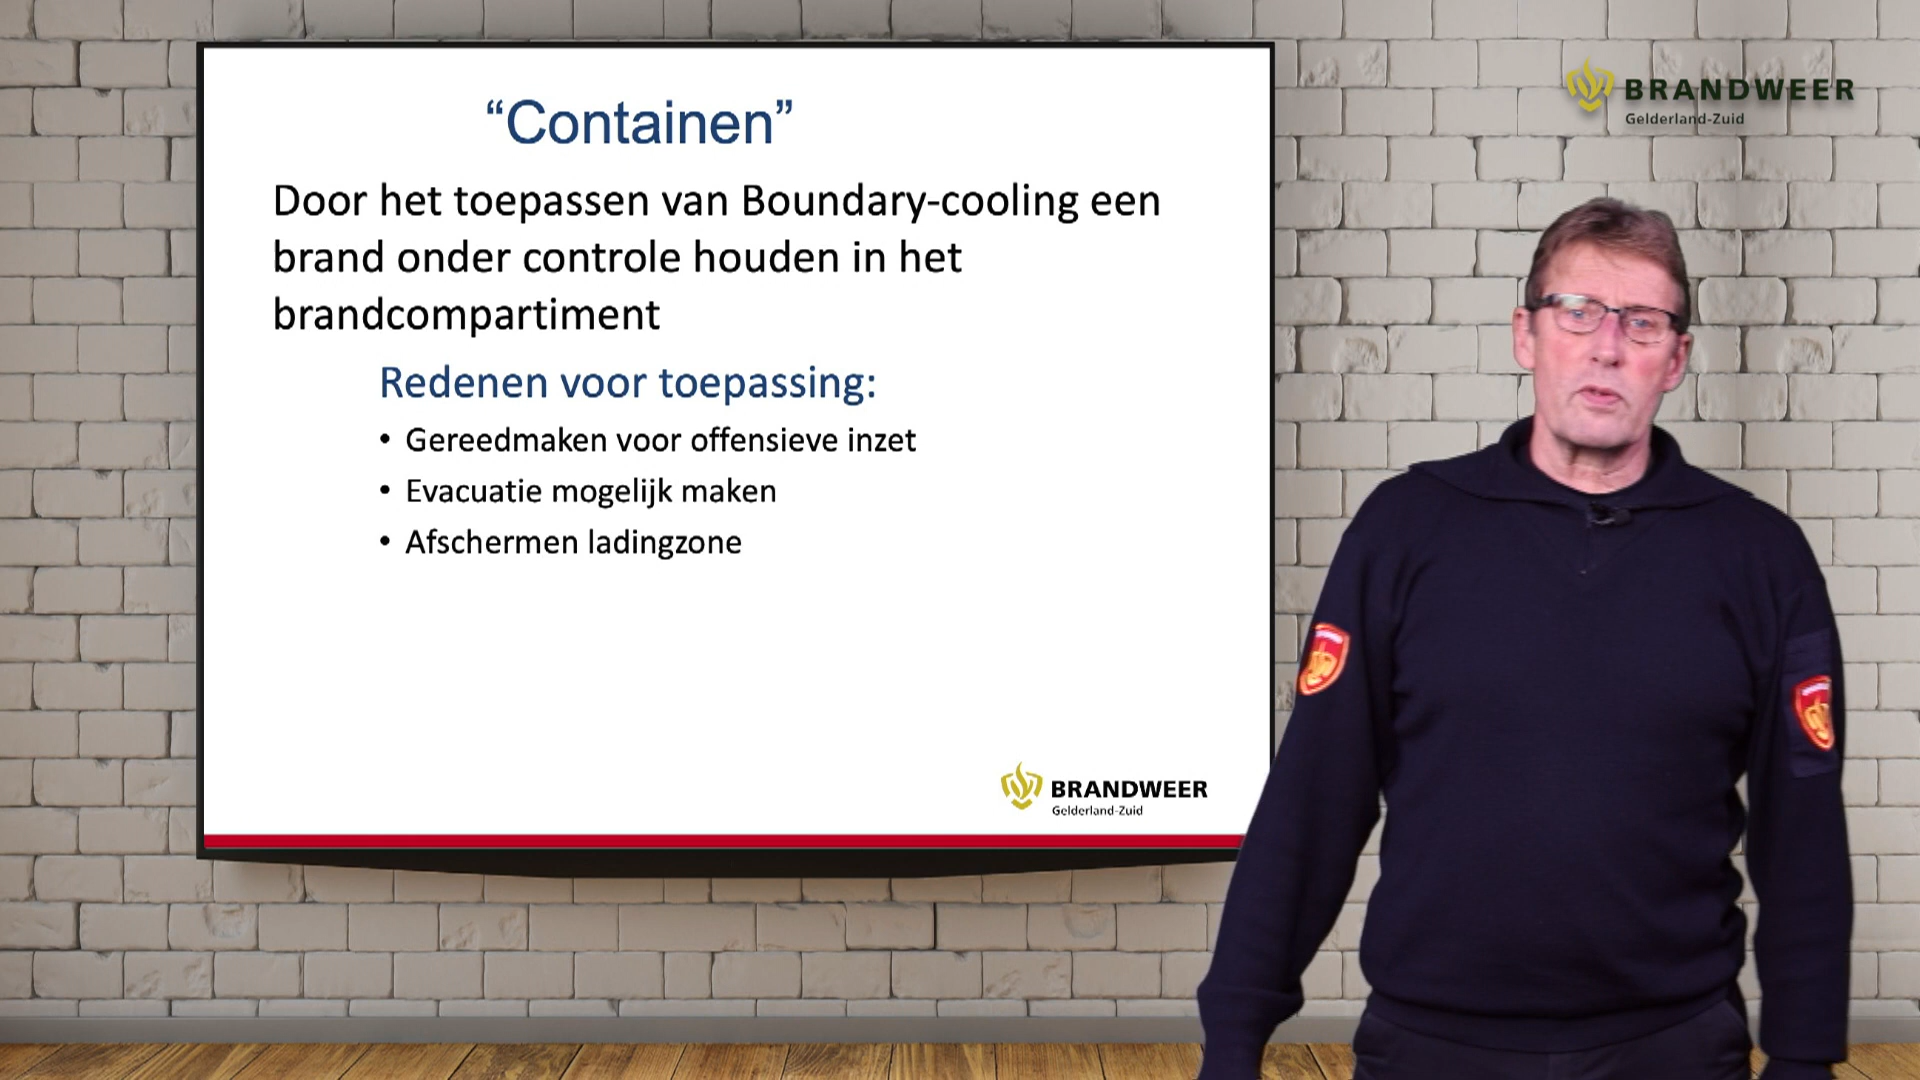 “Containen”
Door het toepassen van Boundary-cooling een
brand onder controle houden in het
brandcompartiment
Redenen voor toepassing:
• Gereedmaken voor offensieve inzet
• Evacuatie mogelijk maken
• Afschermen ladingzone
BRANDWEER
Gelderland-Zuid
BRANDWEER
Gelderland-Zuid